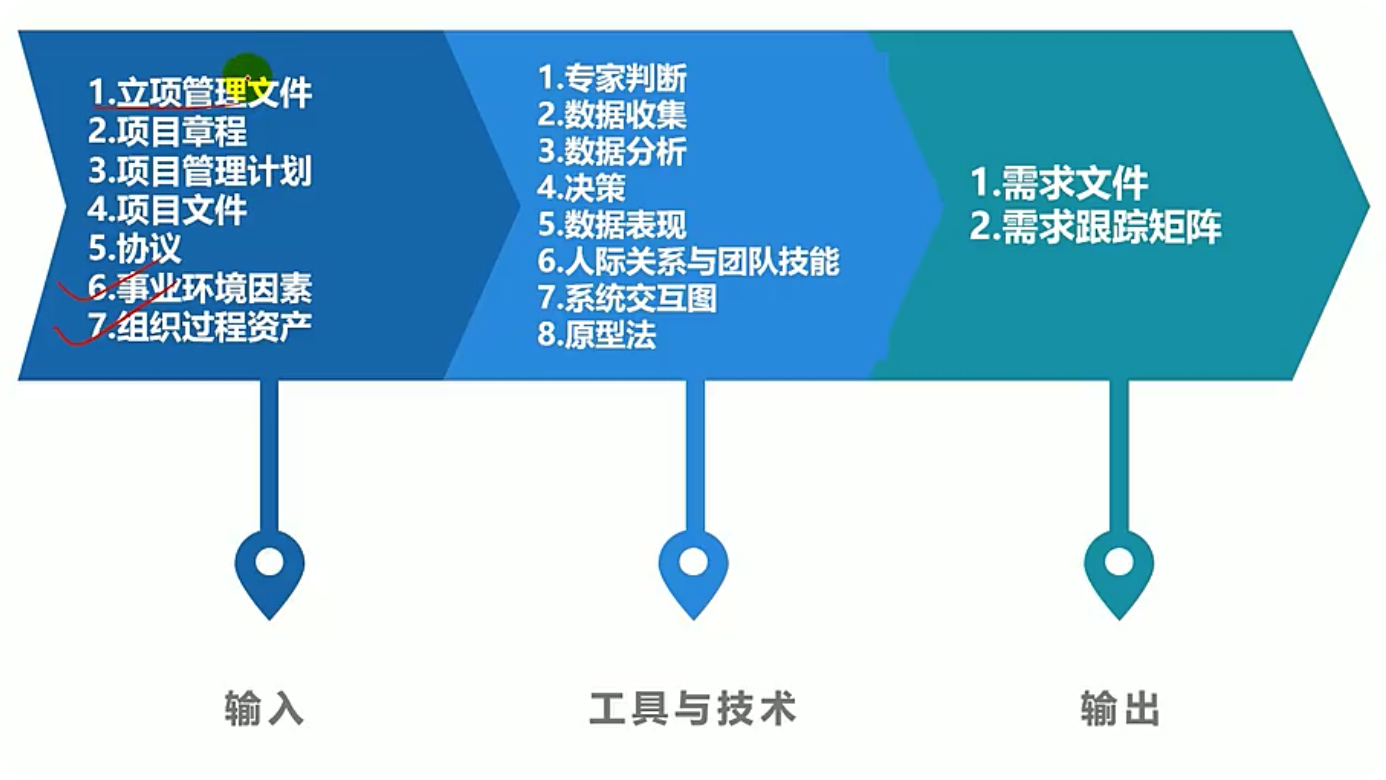 1.立项管理文件
2.项目章程
3.项目管理计划
4.项目文件
5.协议
6.事业环境因素
7.组织过程资产
1.专家判断
2.数据收集
3.数据分析
4.决策
5.数据表现
6.人际关系与团队技能
7.系统交互图
8.原型法
1.需求文件
2.需求跟踪矩阵
输入
工具与技术
输出